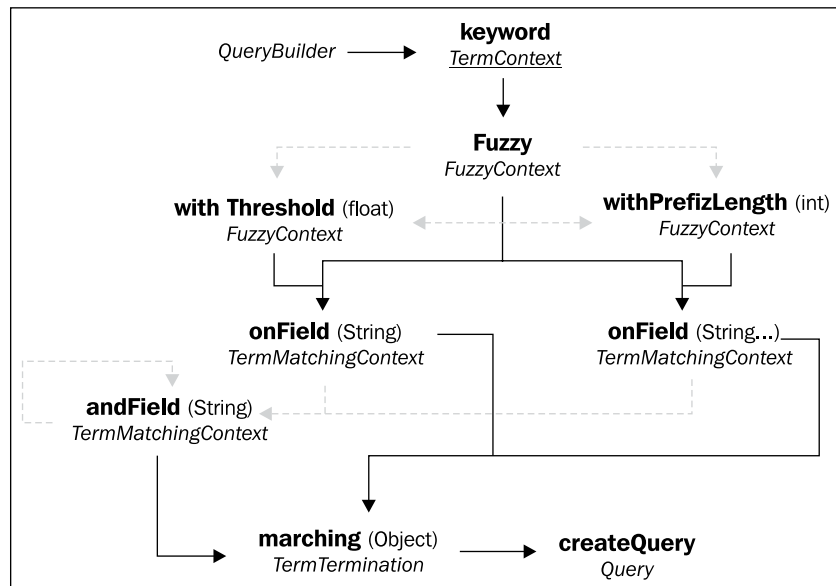 keyword
QueryBuilder
TermContext
Fuzzy
FuzzyContext
with Threshold (float)
FuzzyContext
withPrefizLength (int)
FuzzyContext
onField (String)
TermMatchingContext
onField (String...)
TermMatchingContext
andField (String)
TermMatchingContext
marching (Object)
TermTermination
createQuery
Query